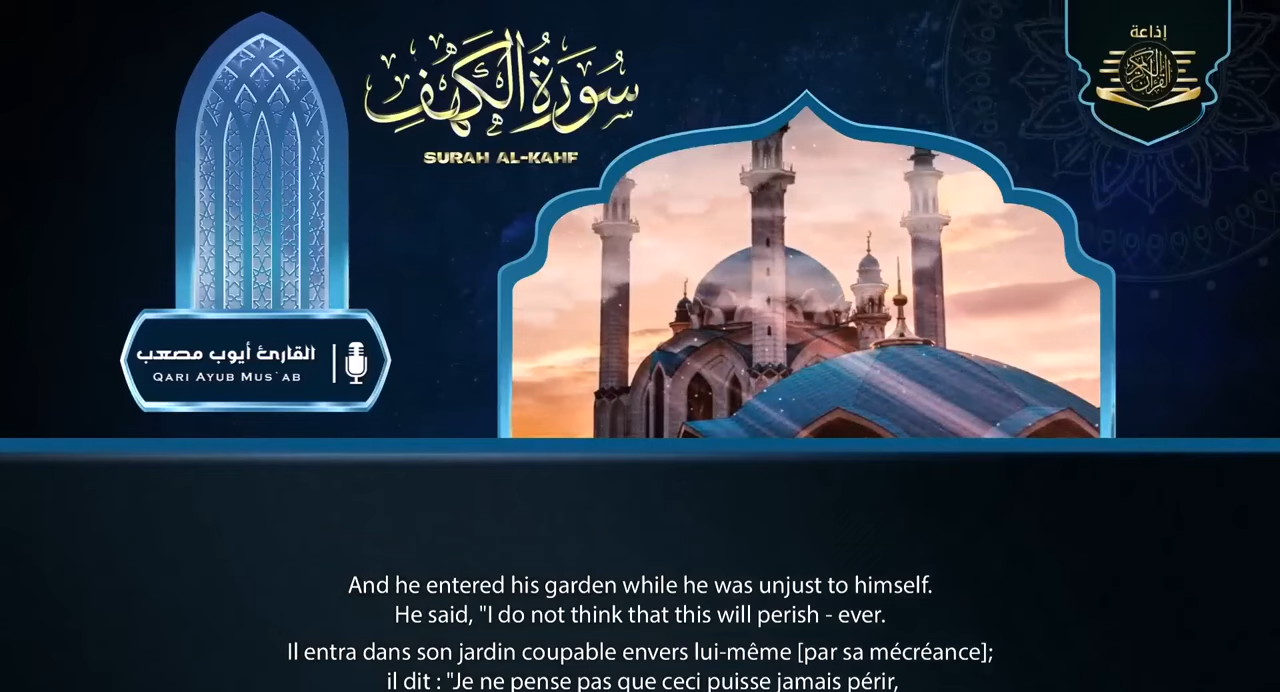 سُورَةُ الكَهْفِ
SURAH AL-KAHF
إذاعة
القرآن الكريم
القارئ أيوب مصعب
QARI AYUB MUS`AB
And he entered his garden while he was unjust to himself.
He said, "I do not think that this will perish - ever.
Il entra dans son jardin coupable envers lui-même [par sa mécréance];
il dit : "Je ne pense pas que ceci puisse jamais périr,